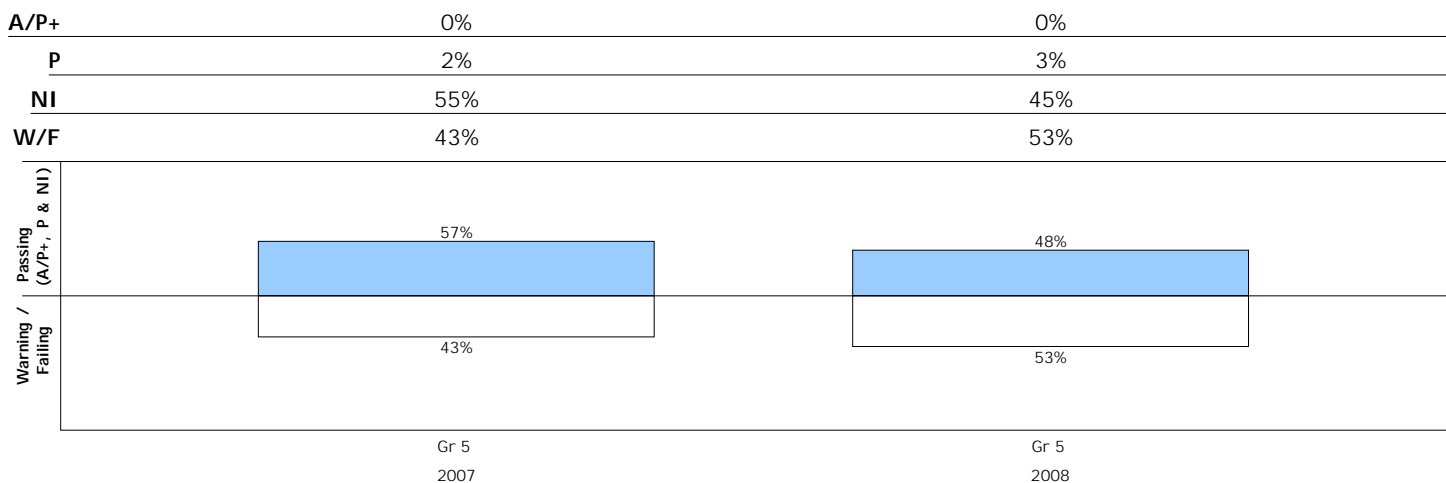 A/P+ 0% 0%
P 2% 3%
NI 55% 45%
W/F 43% 53%
Passing
(A/P+, P & NI)
57% 48%
Warning /
Failing
43% 53%
Gr 5 Gr 5
2007 2008